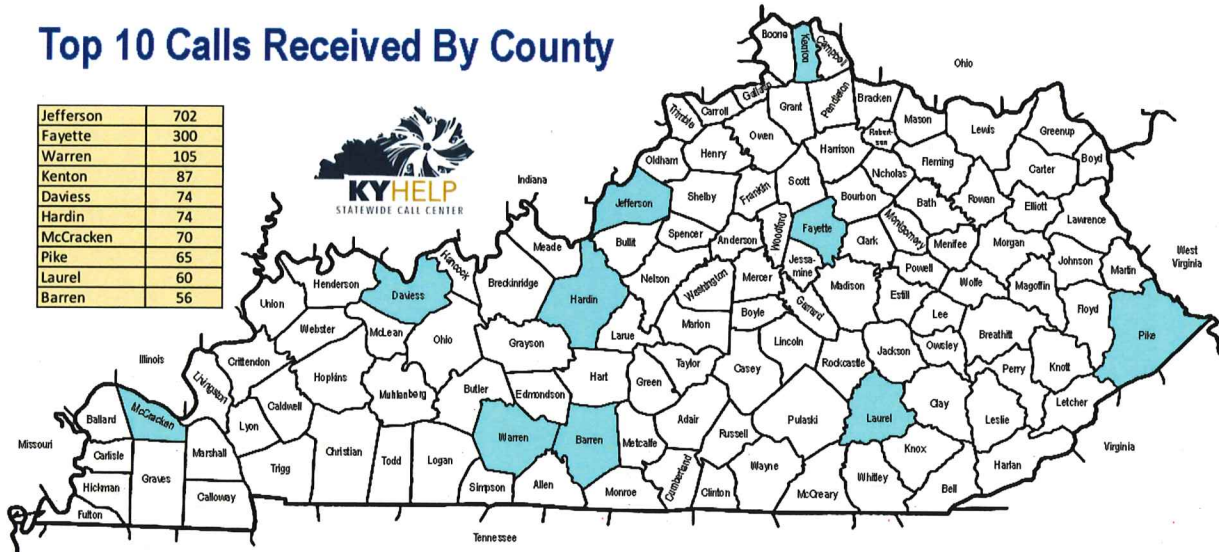 Top 10 Calls Received By County
Jefferson 702
Fayette 300
Warren 105
Kenton 87
Daviess 74
Hardin 74
McCracken 70
Pike 65
Laurel 60
Barren 56
KYHELP
STATEWIDE CALL CENTER
Boone
Kenton
Campbell
Ohio
Gallatin
Grant
Pendleton
Bracken
Trimble
Carroll
Mason
Lewis
Greenup
Owen
Robert
son
Oldham
Henry
Harrison
Fleming
Carter
Boyd
Indiana
Jefferson
Shelby
Franklin
Scott
Nicholas
Bourbon
Bath
Rowan
Elliott
Lawrence
Woodford
Fayette
Montgomery
Spencer
Anderson
Clark
Menifee
Morgan
West
Virginia
Meade
Bullit
Jessa-
mine
Powell
Johnson
Martin
Hancock
Breckinridge
Nelson
Washington
Mercer
Madison
Estill
Wolfe
Magoffin
Henderson
Daviess
Hardin
Garrard
Lee
Floyd
Union
Boyle
Pike
Webster
McLean
Ohio
Grayson
Larue
Marion
Lincoln
Rockcastle
Jackson
Owsley
Breathitt
Illinois
Crittendon
Livingston
Hopkins
Muhlenberg
Butler
Edmondson
Hart
Green
Taylor
Casey
Perry
Knott
Ballard
McCracken
Caldwell
Lyon
Adair
Pulaski
Laurel
Clay
Leslie
Letcher
Missouri
Carlisle
Marshall
Trigg
Christian
Todd
Logan
Warren
Barren
Metcalfe
Russell
Knox
Virginia
Graves
Hickman
Calloway
Simpson
Allen
Monroe
Cumberland
Clinton
Wayne
McCreary
Whitley
Bell
Harlan
Fulton
Tennessee